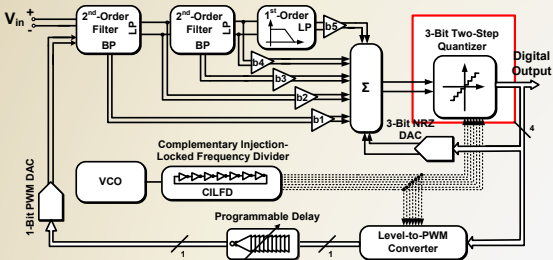 Vin
+
-
2nd-Order
Filter
LP
BP
2nd-Order
Filter
LP
BP
1st-Order
LP
b5
b4
b3
b2
b1
Σ
3-Bit Two-Step
Quantizer
Digital
Output
4
3-Bit NRZ
DAC
Complementary Injection-
Locked Frequency Divider
VCO
CILFD
1-Bit PWM DAC
Programmable Delay
1
1
Level-to-PWM
Converter